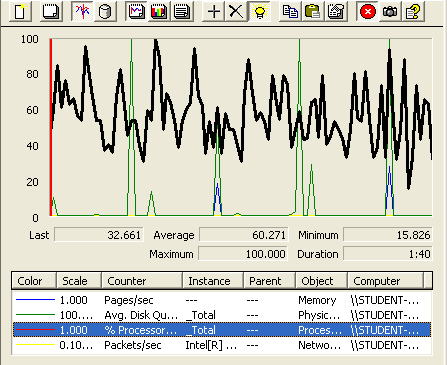 100
80
60
40
20
0
Last 32.661 Average 60.271 Minimum 15.826
Maximum 100.000 Duration 1:40
Color Scale Counter Instance Parent Object Computer
1.000 Pages/sec --- --- Memory \\STUDENT-...
100.... Avg. Disk Qu... _Total --- Physic... \\STUDENT-...
1.000 % Processor... _Total --- Proces... \\STUDENT-...
0.10... Packets/sec Intel[R] ... --- Netwo... \\STUDENT-...